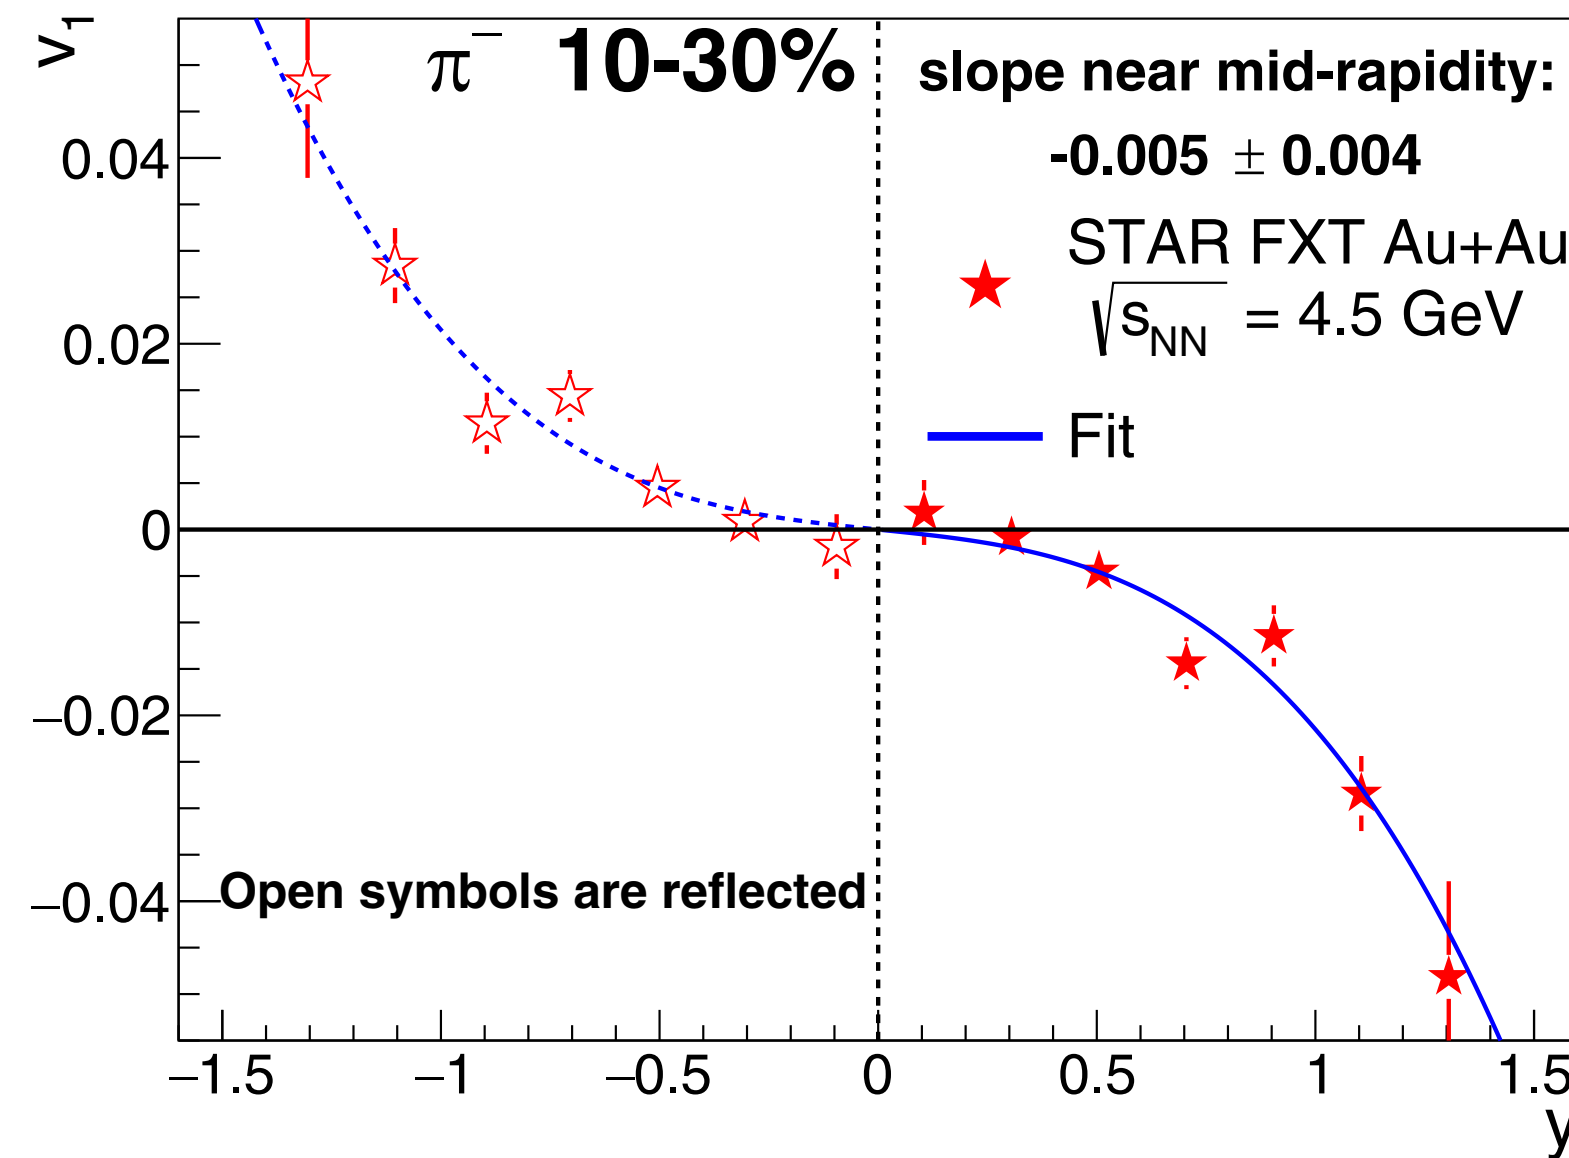 v1
π− 10-30%
slope near mid-rapidity:
-0.005 ± 0.004
STAR FXT Au+Au
√sNN = 4.5 GeV
Fit
0.04
0.02
0
−0.02
−0.04
Open symbols are reflected
−1.5 −1 −0.5 0 0.5 1 1.5
y